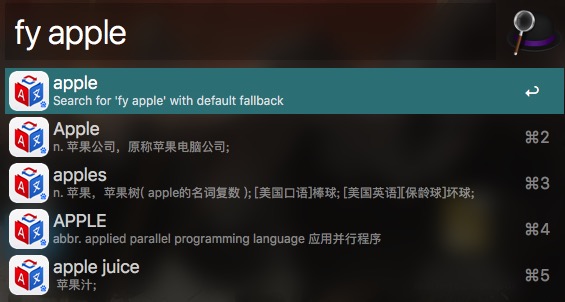 fy apple
apple
Search for 'fy apple' with default fallback
↩
Apple
n. 苹果公司，原称苹果电脑公司;
⌘2
apples
n. 苹果，苹果树( apple的名词复数 ); [美国口语]棒球; [美国英语][保龄球]环球;
⌘3
APPLE
abbr. applied parallel programming language 应用并行程序
⌘4
apple juice
苹果汁;
⌘5